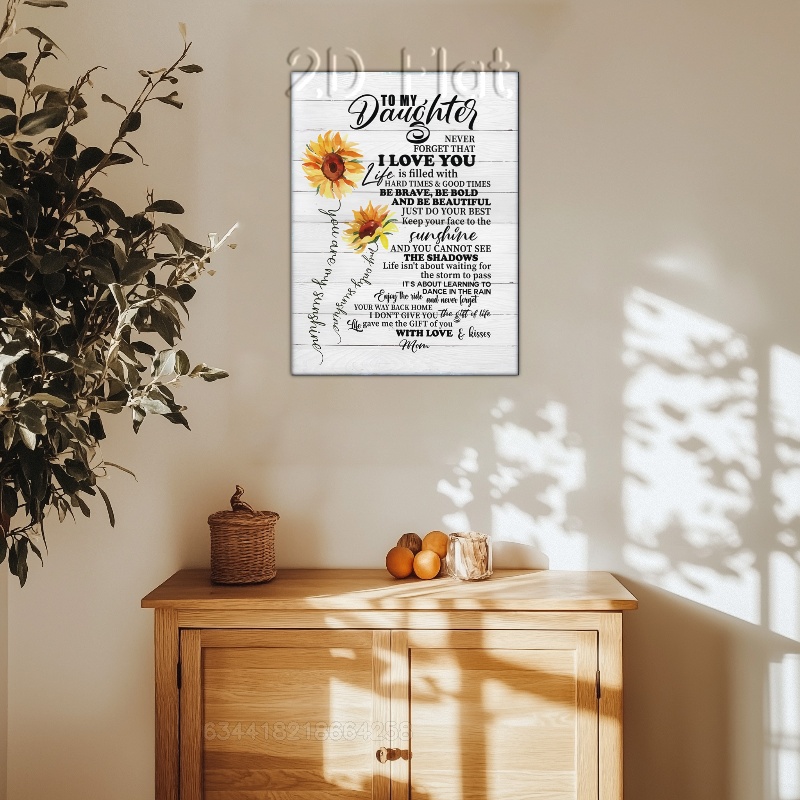 2D Flat
TO MY
Daughter
NEVER
FORGET THAT
I LOVE YOU
Life is filled with
HARD TIMES & GOOD TIMES
BE BRAVE, BE BOLD
AND BE BEAUTIFUL
JUST DO YOUR BEST
Keep your face to the
sunshine
AND YOU CANNOT SEE
THE SHADOWS
Life isn't about waiting for
the storm to pass
IT'S ABOUT LEARNING TO
DANCE IN THE RAIN
Enjoy the ride and never forget
YOUR WAY BACK HOME
I DON'T GIVE YOU the gift of life
Life gave me the GIFT of you
WITH LOVE & kisses
Mom
you are my sunshine
my only sunshine
634418218664258